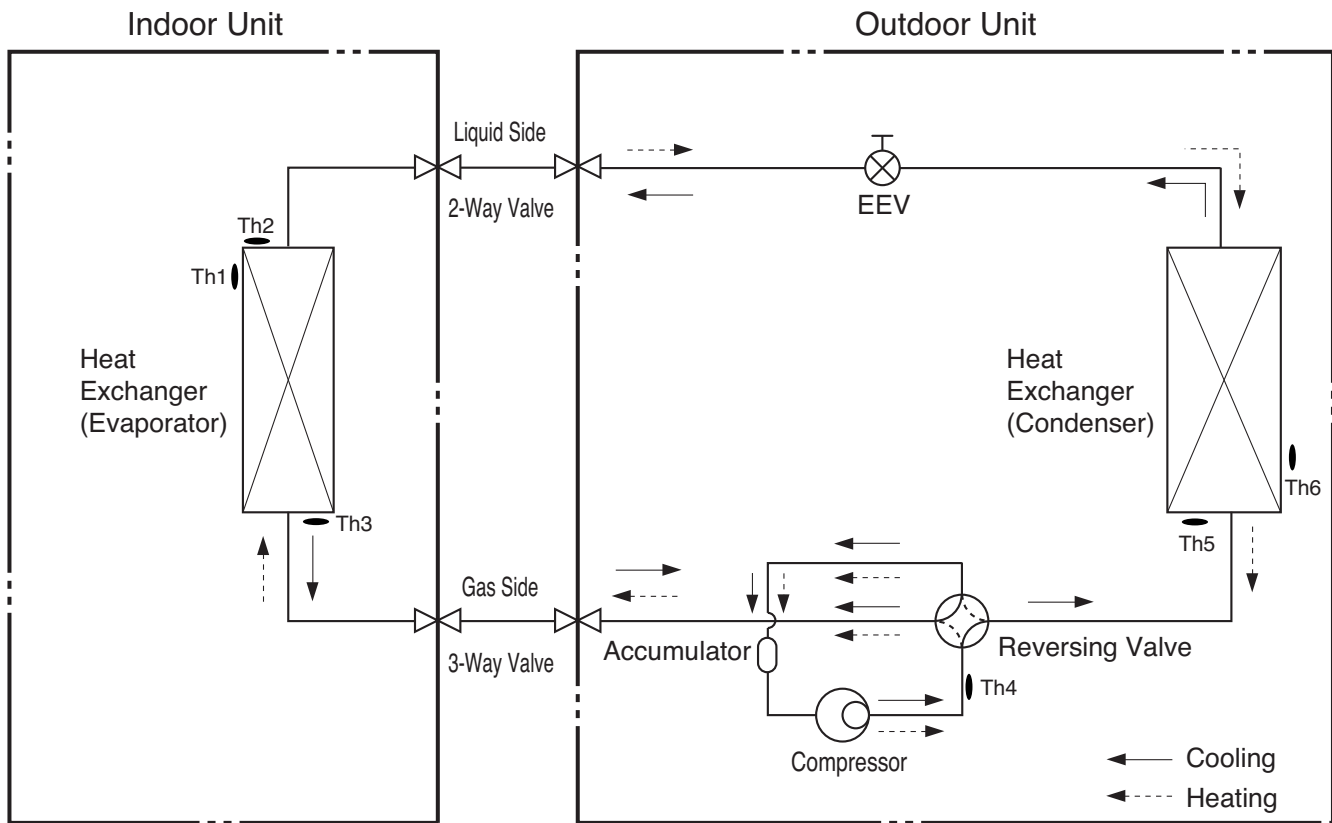 Indoor Unit
Outdoor Unit
Liquid Side
2-Way Valve
EEV
Th2
Th1
Heat
Exchanger
(Evaporator)
Heat
Exchanger
(Condenser)
Th6
Th3
Th5
Gas Side
3-Way Valve
Accumulator
Reversing Valve
Th4
Compressor
Cooling
Heating